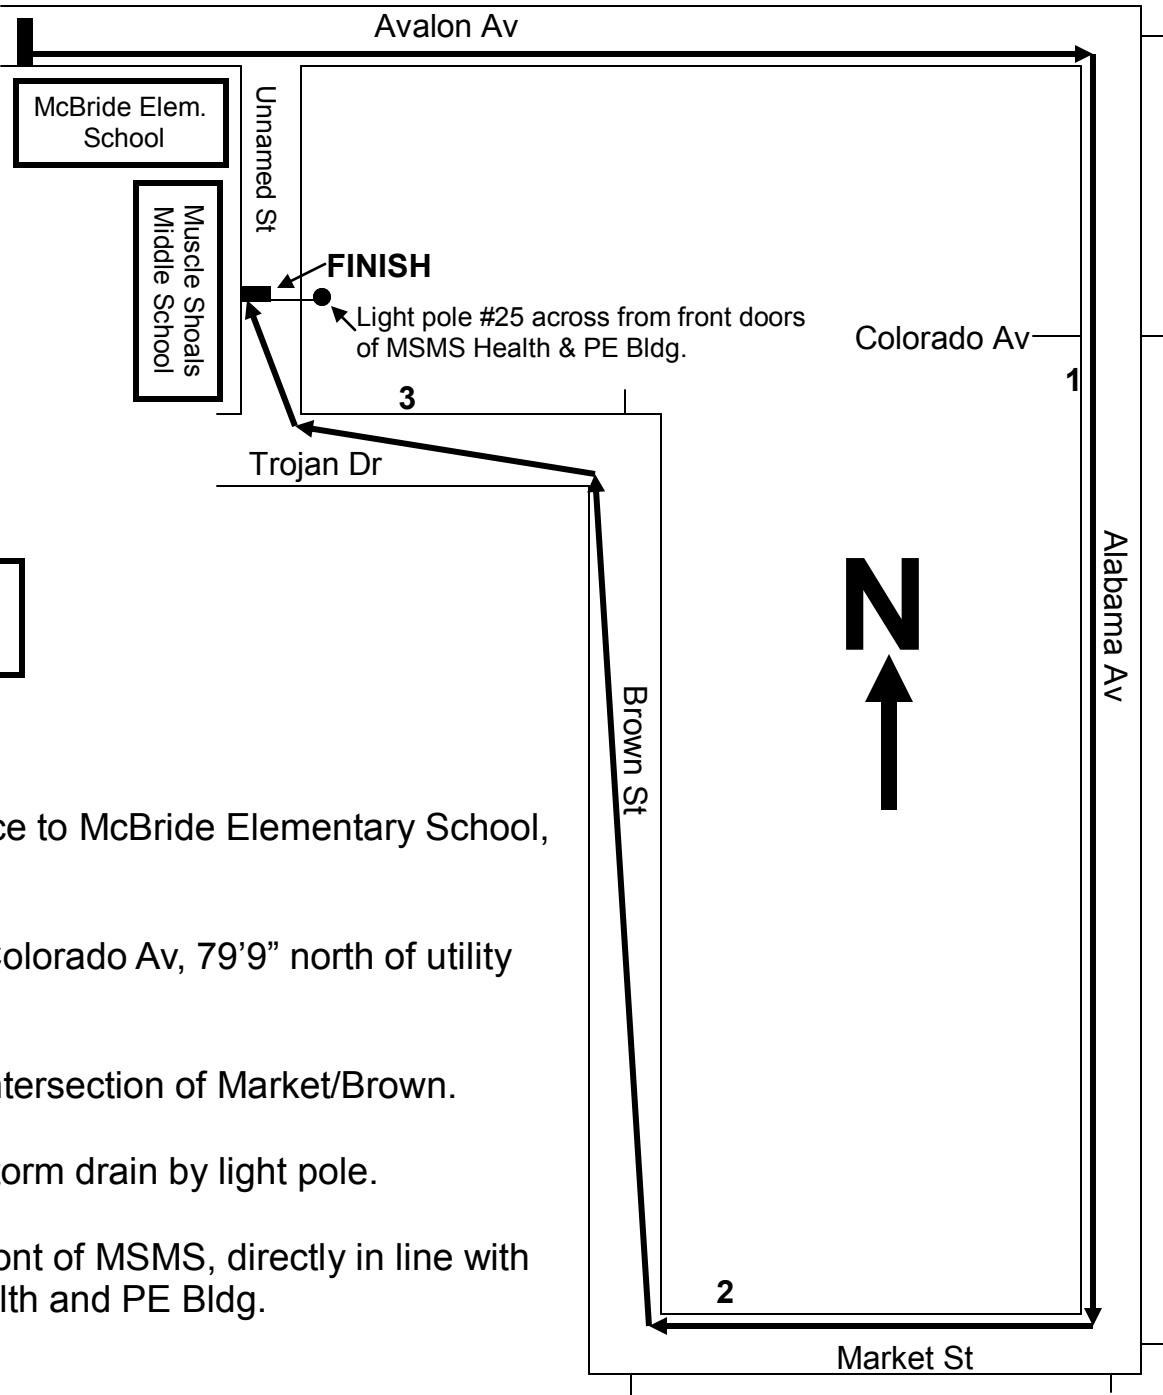 Avalon Av
McBride Elem.
School
Unnamed St
Muscle Shoals
Middle School
FINISH
Light pole #25 across from front doors
of MSMS Health & PE Bldg.
Colorado Av
1
3
Trojan Dr
Alabama Av
N
Brown St
ce to McBride Elementary School,
Colorado Av, 79’9” north of utility
ntersection of Market/Brown.
torm drain by light pole.
ont of MSMS, directly in line with
lth and PE Bldg.
2
Market St